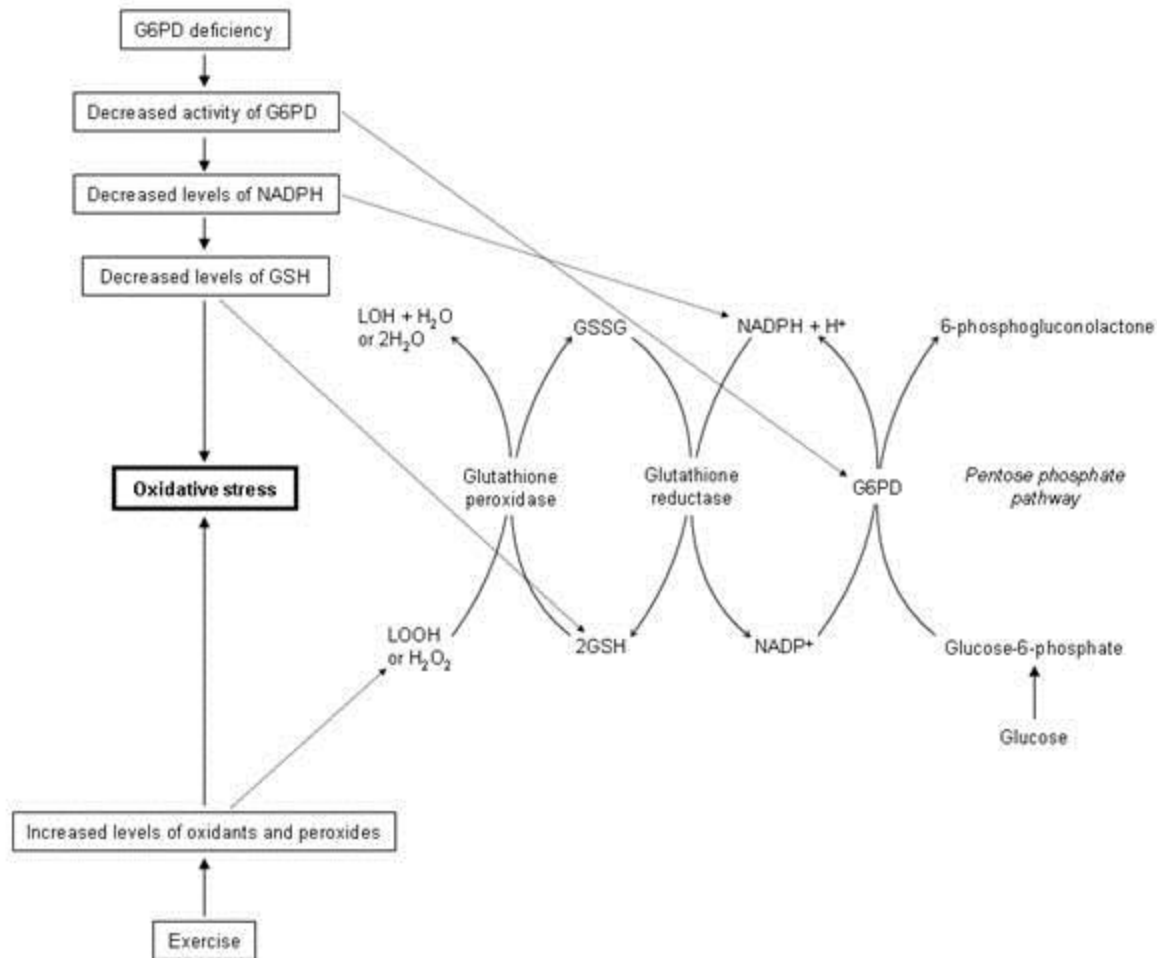 G6PD deficiency
Decreased activity of G6PD
Decreased levels of NADPH
Decreased levels of GSH
LOH + H₂O
or 2H₂O
GSSG
NADPH + H⁺
6-phosphogluconolactone
Oxidative stress
Glutathione
peroxidase
Glutathione
reductase
G6PD
Pentose phosphate
pathway
LOOH
or H₂O₂
2GSH
NADP⁺
Glucose-6-phosphate
Glucose
Increased levels of oxidants and peroxides
Exercise